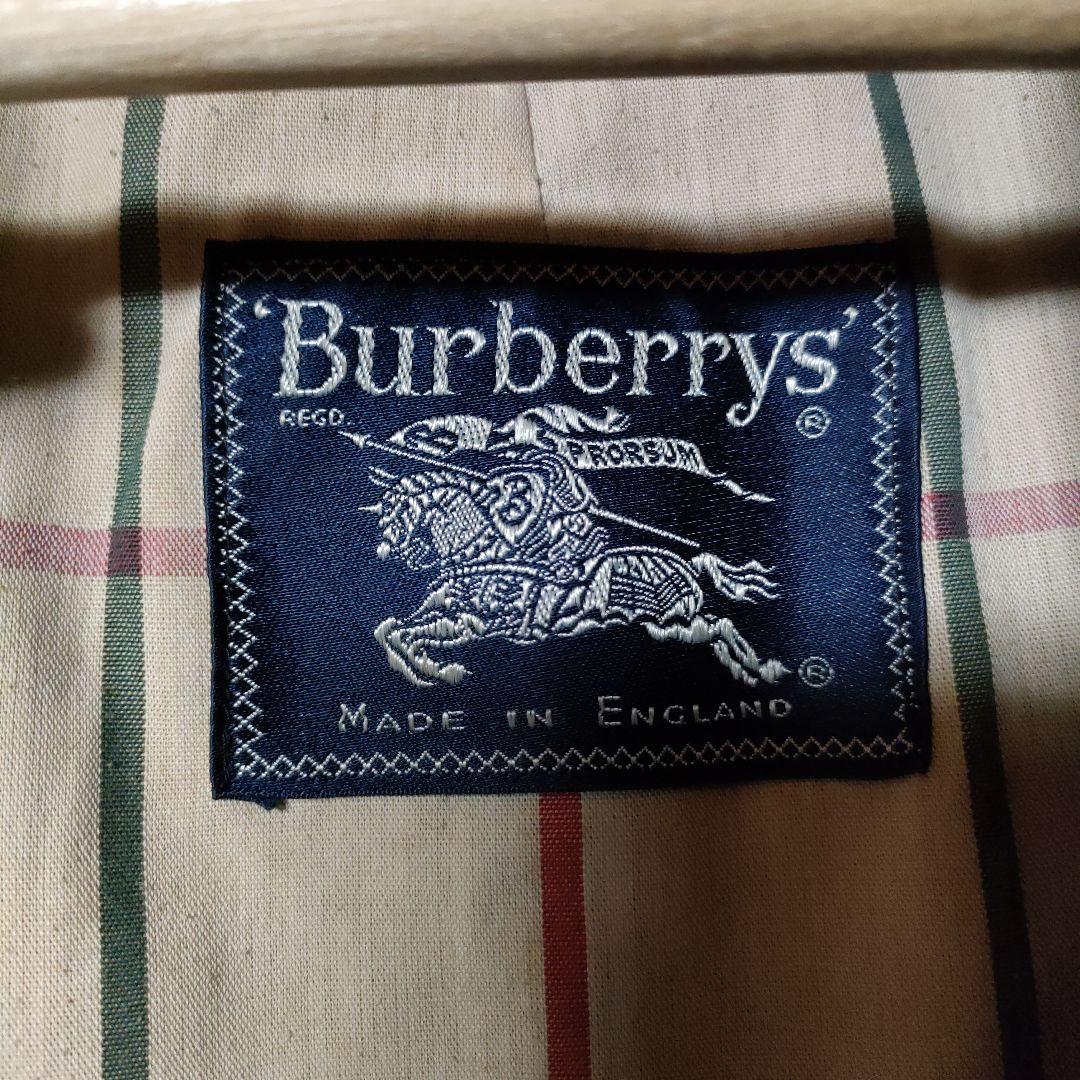 'Burberrys'
REGD. ®
PRORSUM
®
MADE IN ENGLAND